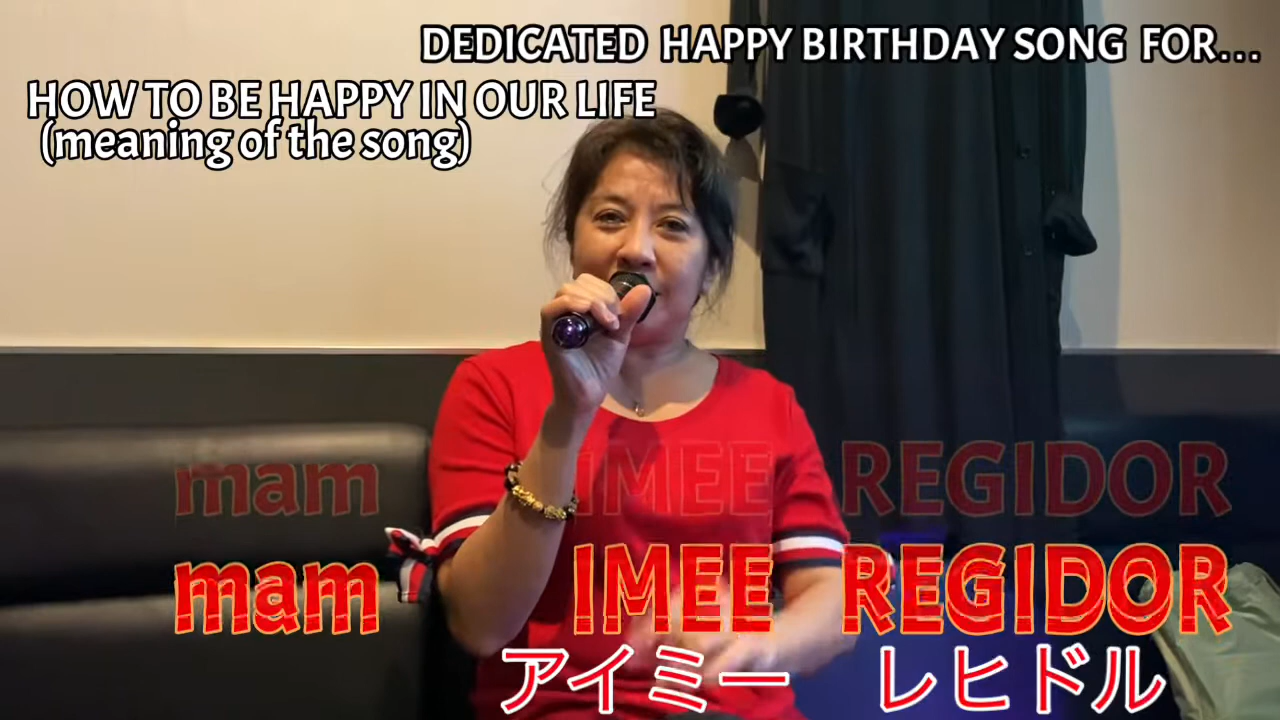 DEDICATED HAPPY BIRTHDAY SONG FOR...
HOW TO BE HAPPY IN OUR LIFE
(meaning of the song)
mam IMEE REGIDOR
mam IMEE REGIDOR
アイミー レヒドル